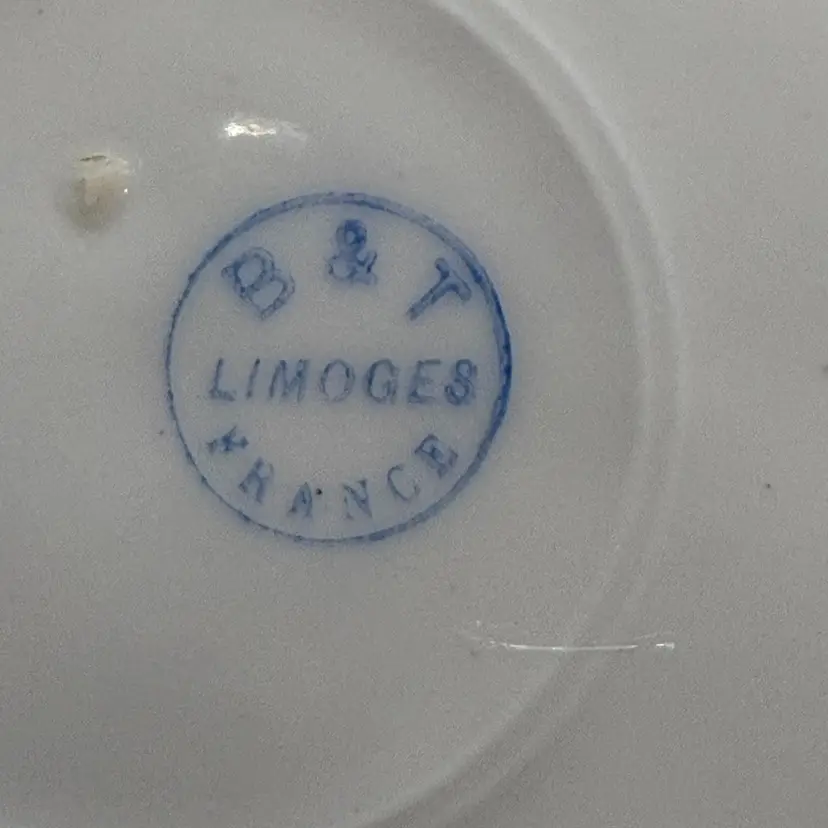 B & T
LIMOGES
FRANCE